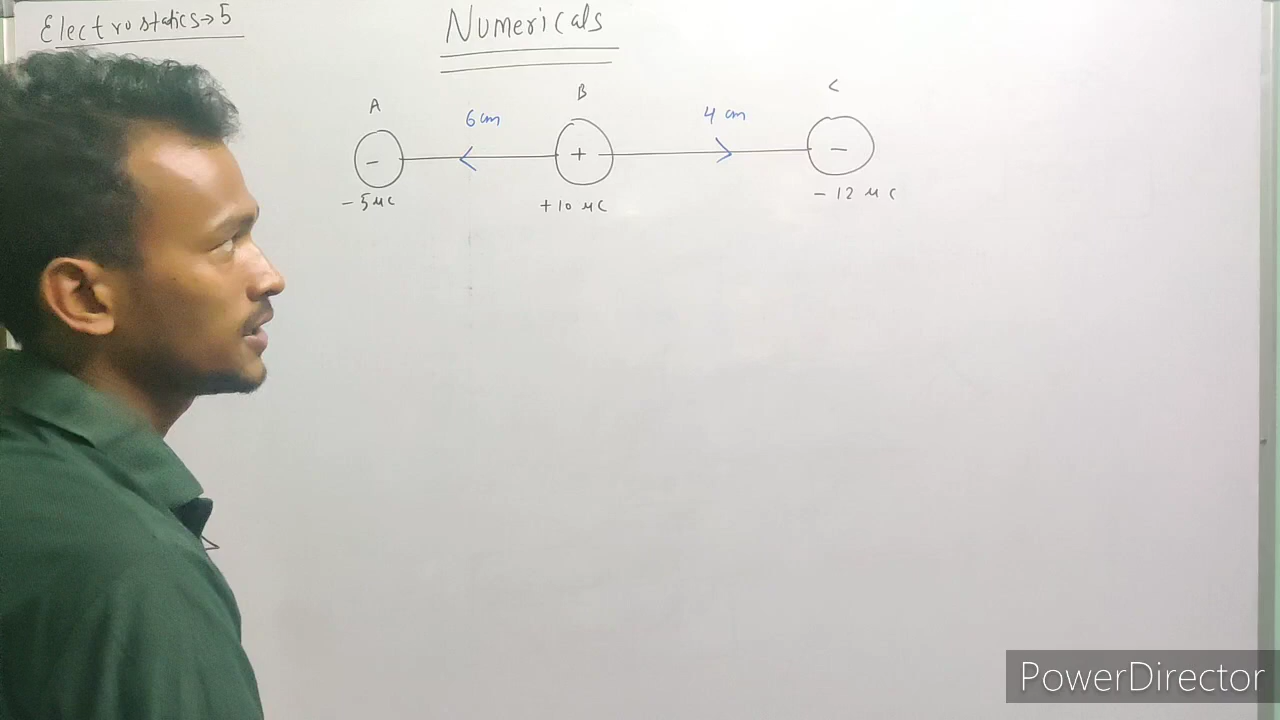 Electrostatics→5
Numericals
A
B
C
6 cm
4 cm
-
+
-
- 5 μC
+ 10 μC
- 12 μC
PowerDirector